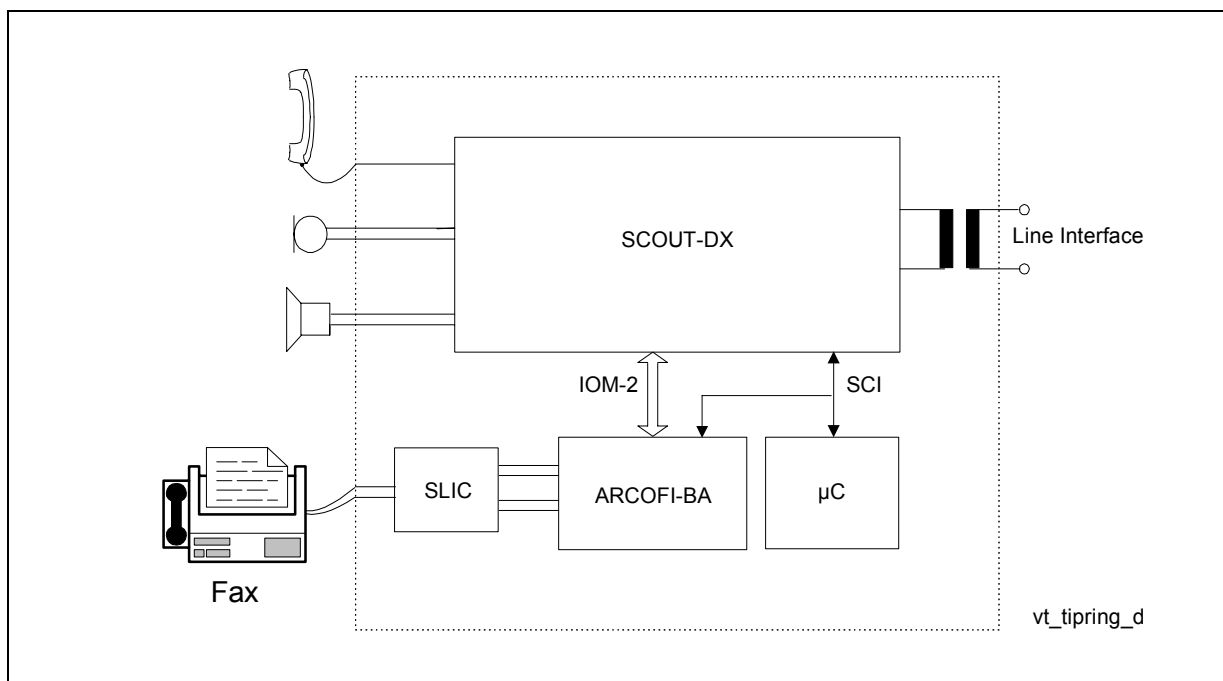 SCOUT-DX
Line Interface
IOM-2
SCI
SLIC
ARCOFI-BA
µC
Fax
vt_tipring_d